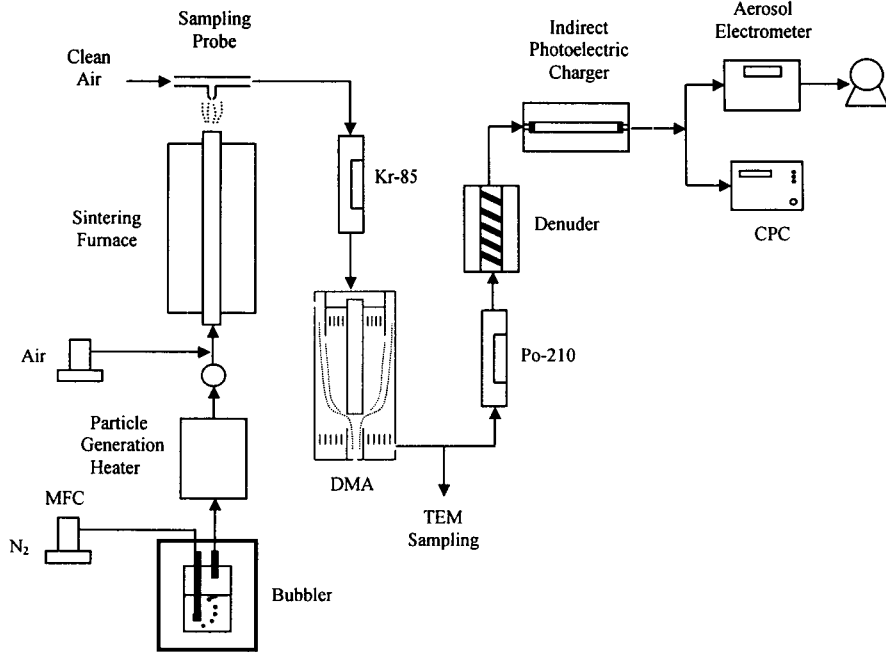 Sampling
Probe
Clean
Air
Indirect
Photoelectric
Charger
Aerosol
Electrometer
Kr-85
Sintering
Furnace
Denuder
CPC
Air
Po-210
Particle
Generation
Heater
DMA
MFC
N₂
TEM
Sampling
Bubbler